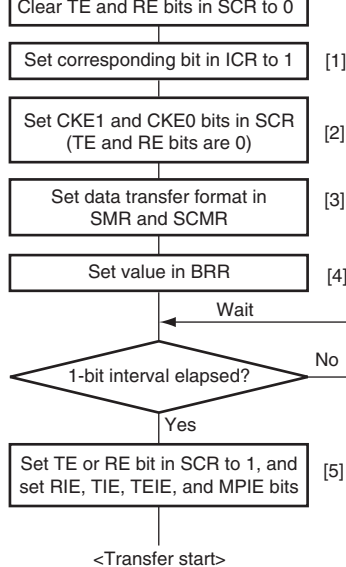 Clear TE and RE bits in SCR to 0
Set corresponding bit in ICR to 1
[1]
Set CKE1 and CKE0 bits in SCR
(TE and RE bits are 0)
[2]
Set data transfer format in
SMR and SCMR
[3]
Set value in BRR
[4]
Wait
1-bit interval elapsed?
No
Yes
Set TE or RE bit in SCR to 1, and
set RIE, TIE, TEIE, and MPIE bits
[5]
<Transfer start>